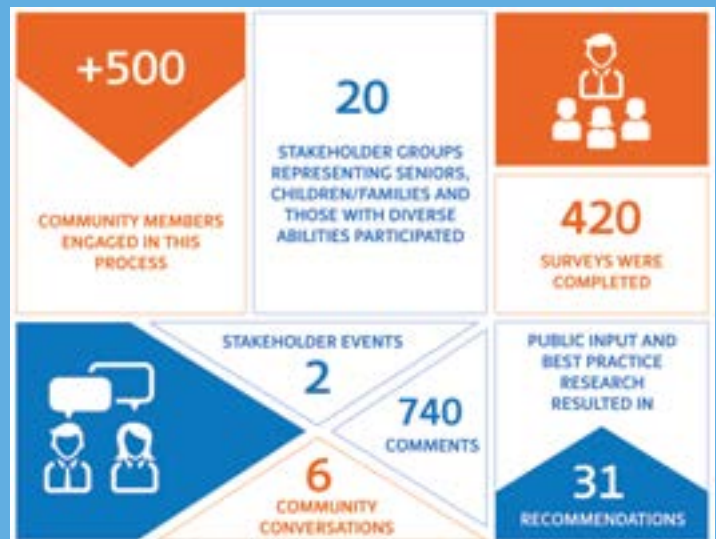 +500
COMMUNITY MEMBERS
ENGAGED IN THIS
PROCESS
20
STAKEHOLDER GROUPS
REPRESENTING SENIORS,
CHILDREN/FAMILIES AND
THOSE WITH DIVERSE
ABILITIES PARTICIPATED
420
SURVEYS WERE
COMPLETED
STAKEHOLDER EVENTS
2
740
COMMENTS
6
COMMUNITY
CONVERSATIONS
PUBLIC INPUT AND
BEST PRACTICE
RESEARCH
RESULTED IN
31
RECOMMENDATIONS